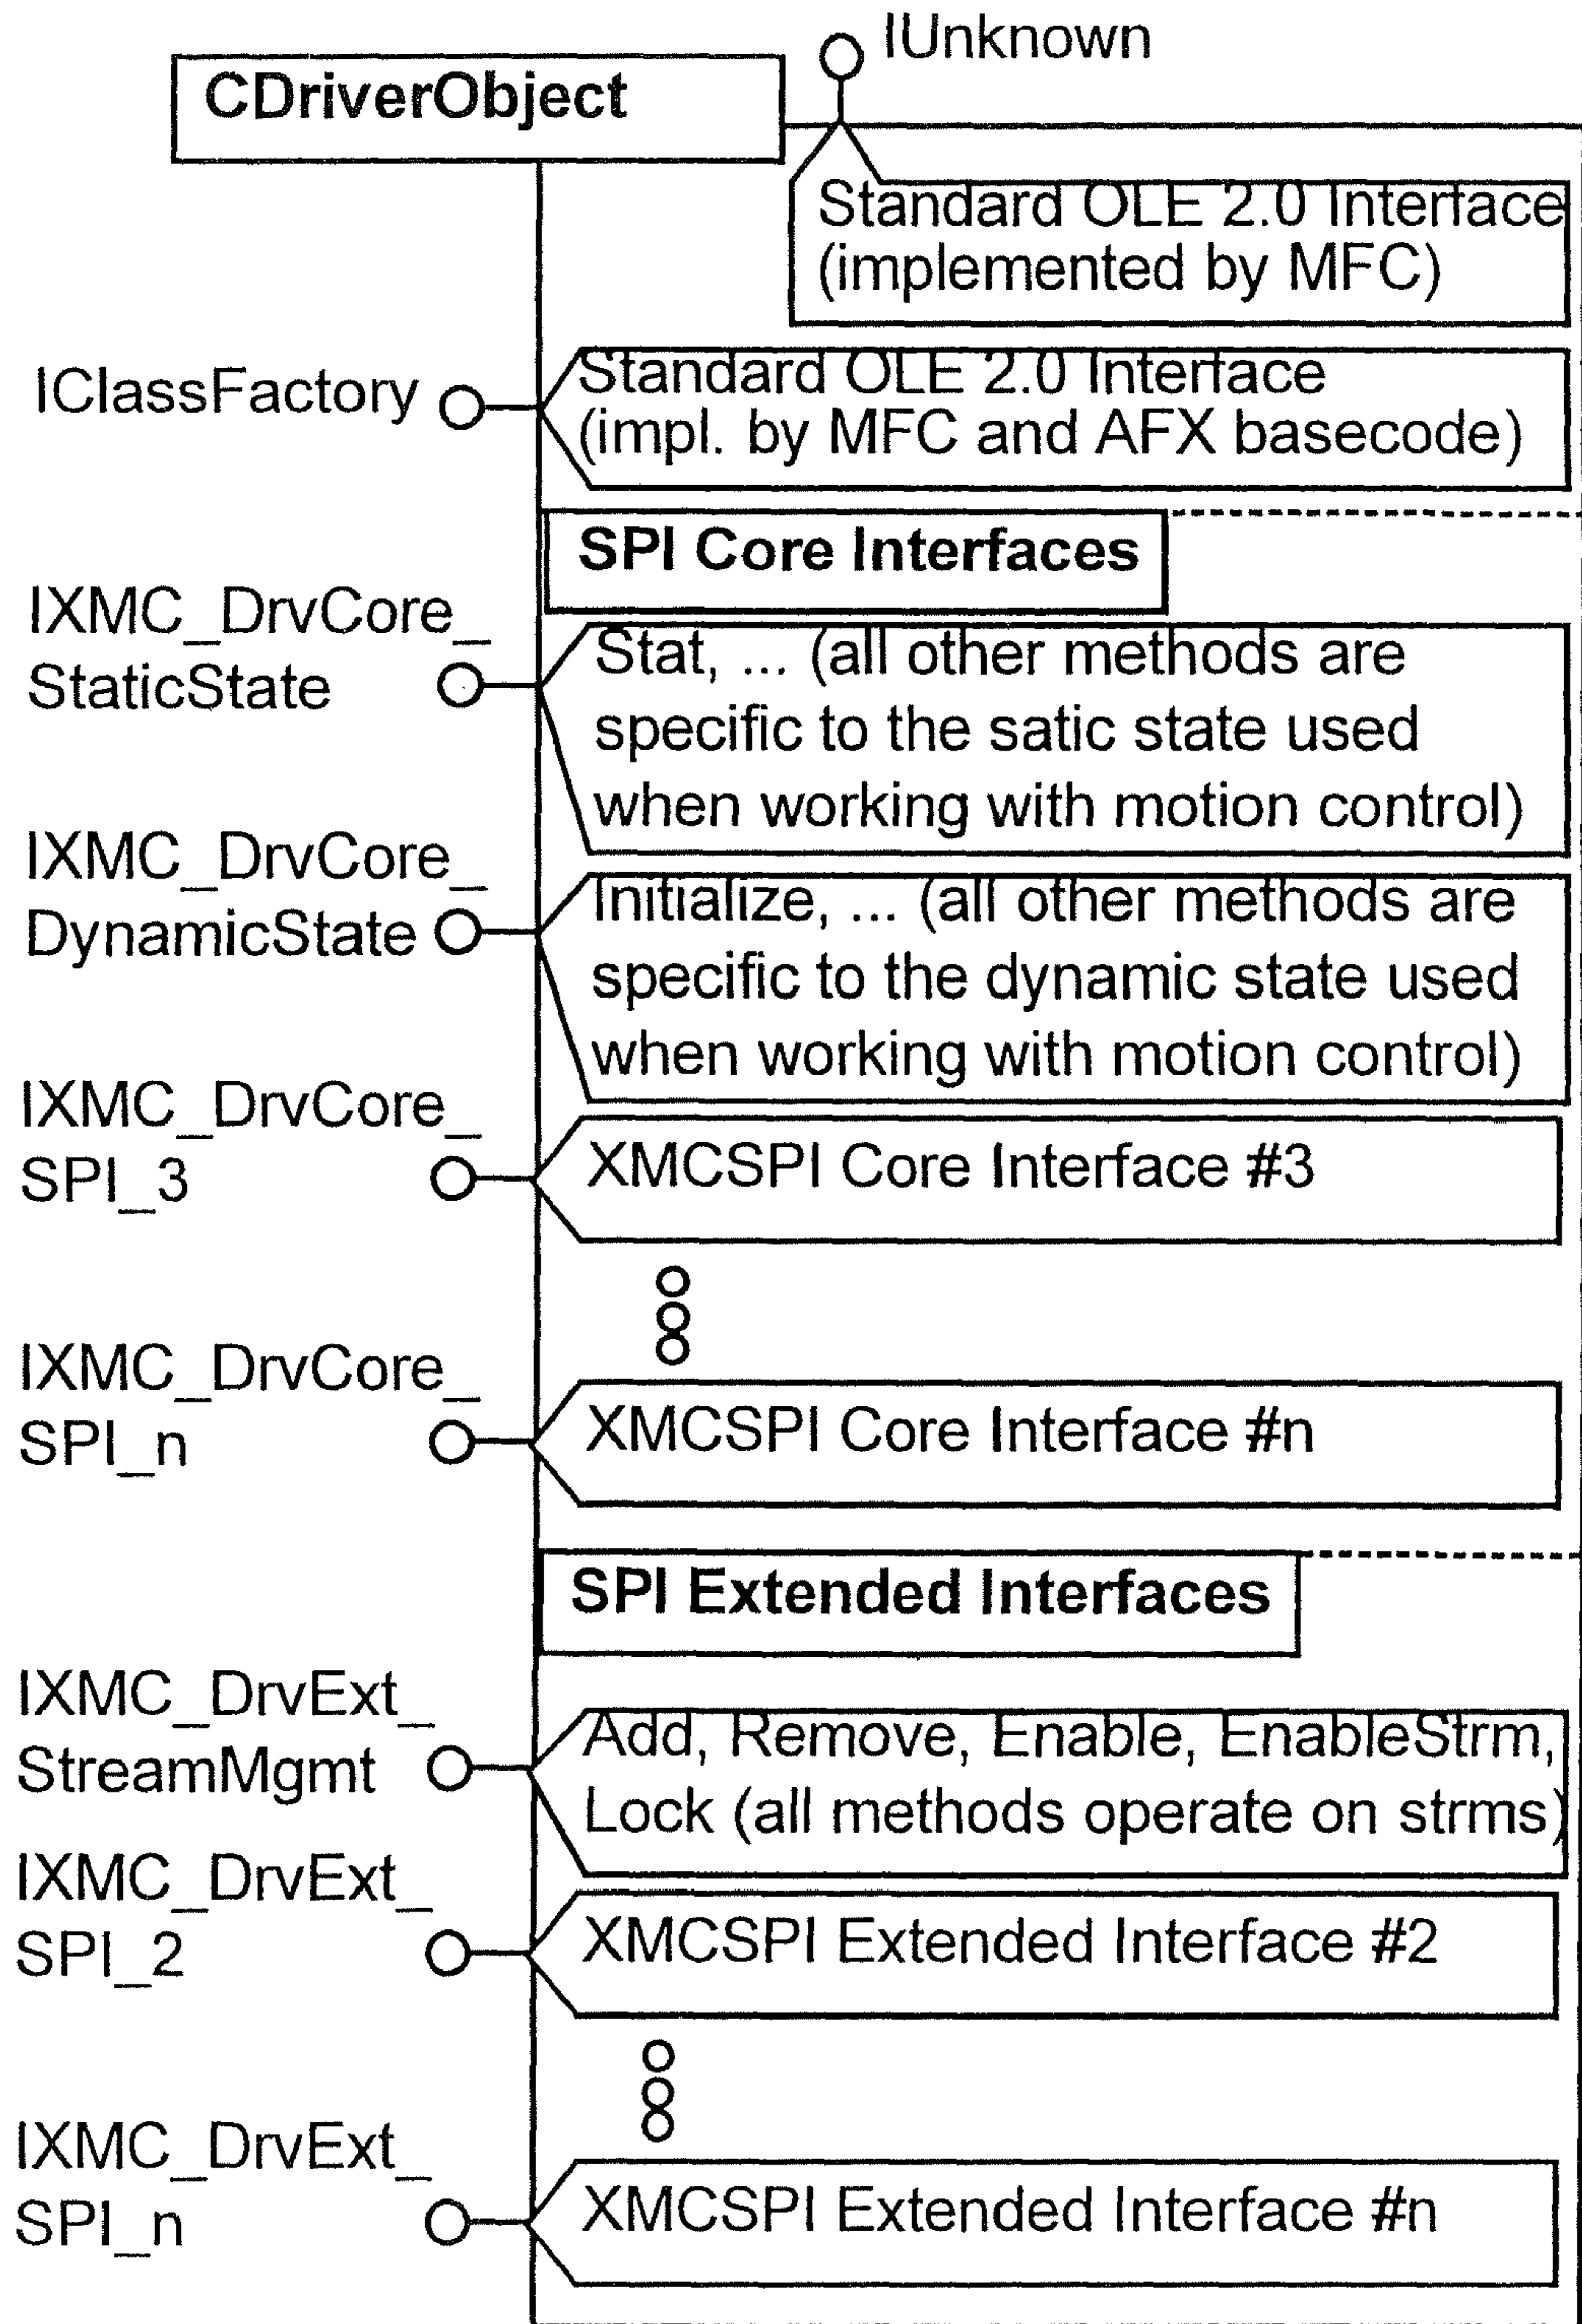 IUnknown
CDriverObject
Standard OLE 2.0 Interface
(implemented by MFC)
IClassFactory
Standard OLE 2.0 Interface
(impl. by MFC and AFX basecode)
SPI Core Interfaces
IXMC_DrvCore_
StaticState
Stat, ... (all other methods are
specific to the satic state used
when working with motion control)
IXMC_DrvCore_
DynamicState
Initialize, ... (all other methods are
specific to the dynamic state used
when working with motion control)
IXMC_DrvCore_
SPI_3
XMCSPI Core Interface #3
IXMC_DrvCore_
SPI_n
XMCSPI Core Interface #n
SPI Extended Interfaces
IXMC_DrvExt_
StreamMgmt
Add, Remove, Enable, EnableStrm,
Lock (all methods operate on strms)
IXMC_DrvExt_
SPI_2
XMCSPI Extended Interface #2
IXMC_DrvExt_
SPI_n
XMCSPI Extended Interface #n